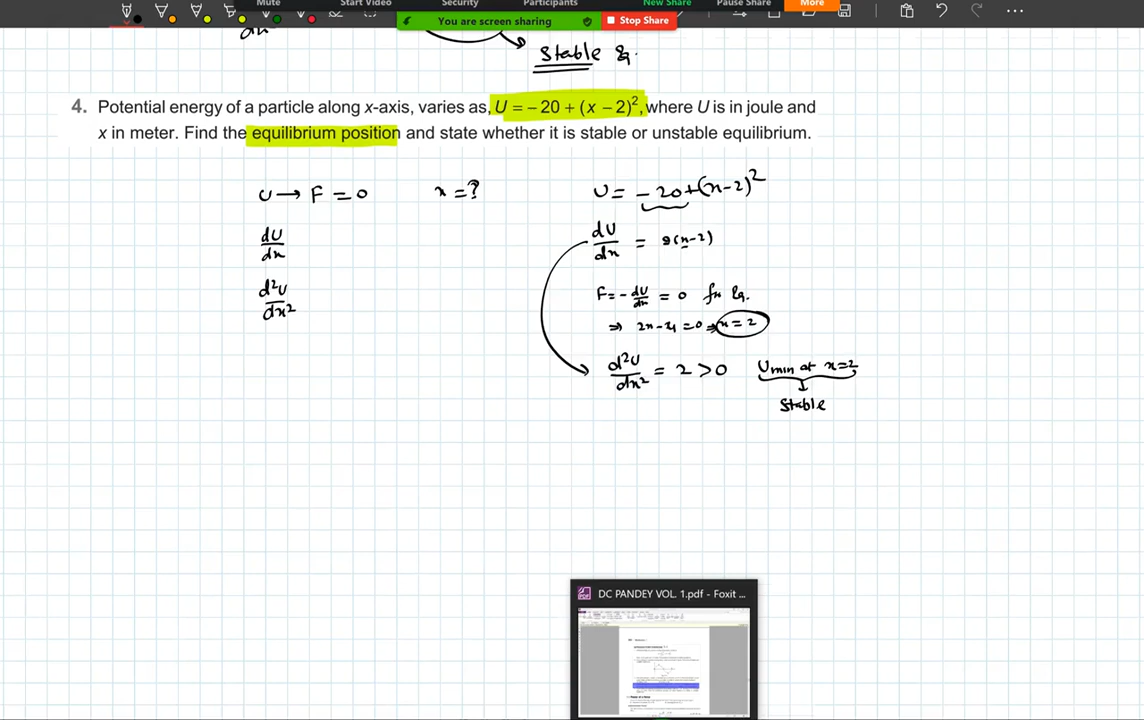 Mute Start Video Security Participants New Share Pause Share More
You are screen sharing Stop Share
Stable
4. Potential energy of a particle along x-axis, varies as, U = – 20 + (x – 2)², where U is in joule and
x in meter. Find the equilibrium position and state whether it is stable or unstable equilibrium.
U → F = 0 x = ?
U = – 20 + (x – 2)²
dU/dx
dU/dx = 2(x – 2)
d²U/dx²
F = – dU/dx = 0 for
⇒ 2x – 4 = 0 ⇒ x = 2
d²U/dx² = 2 > 0 Umin at x = 2
↓
Stable
DC PANDEY VOL. 1.pdf - Foxit ...